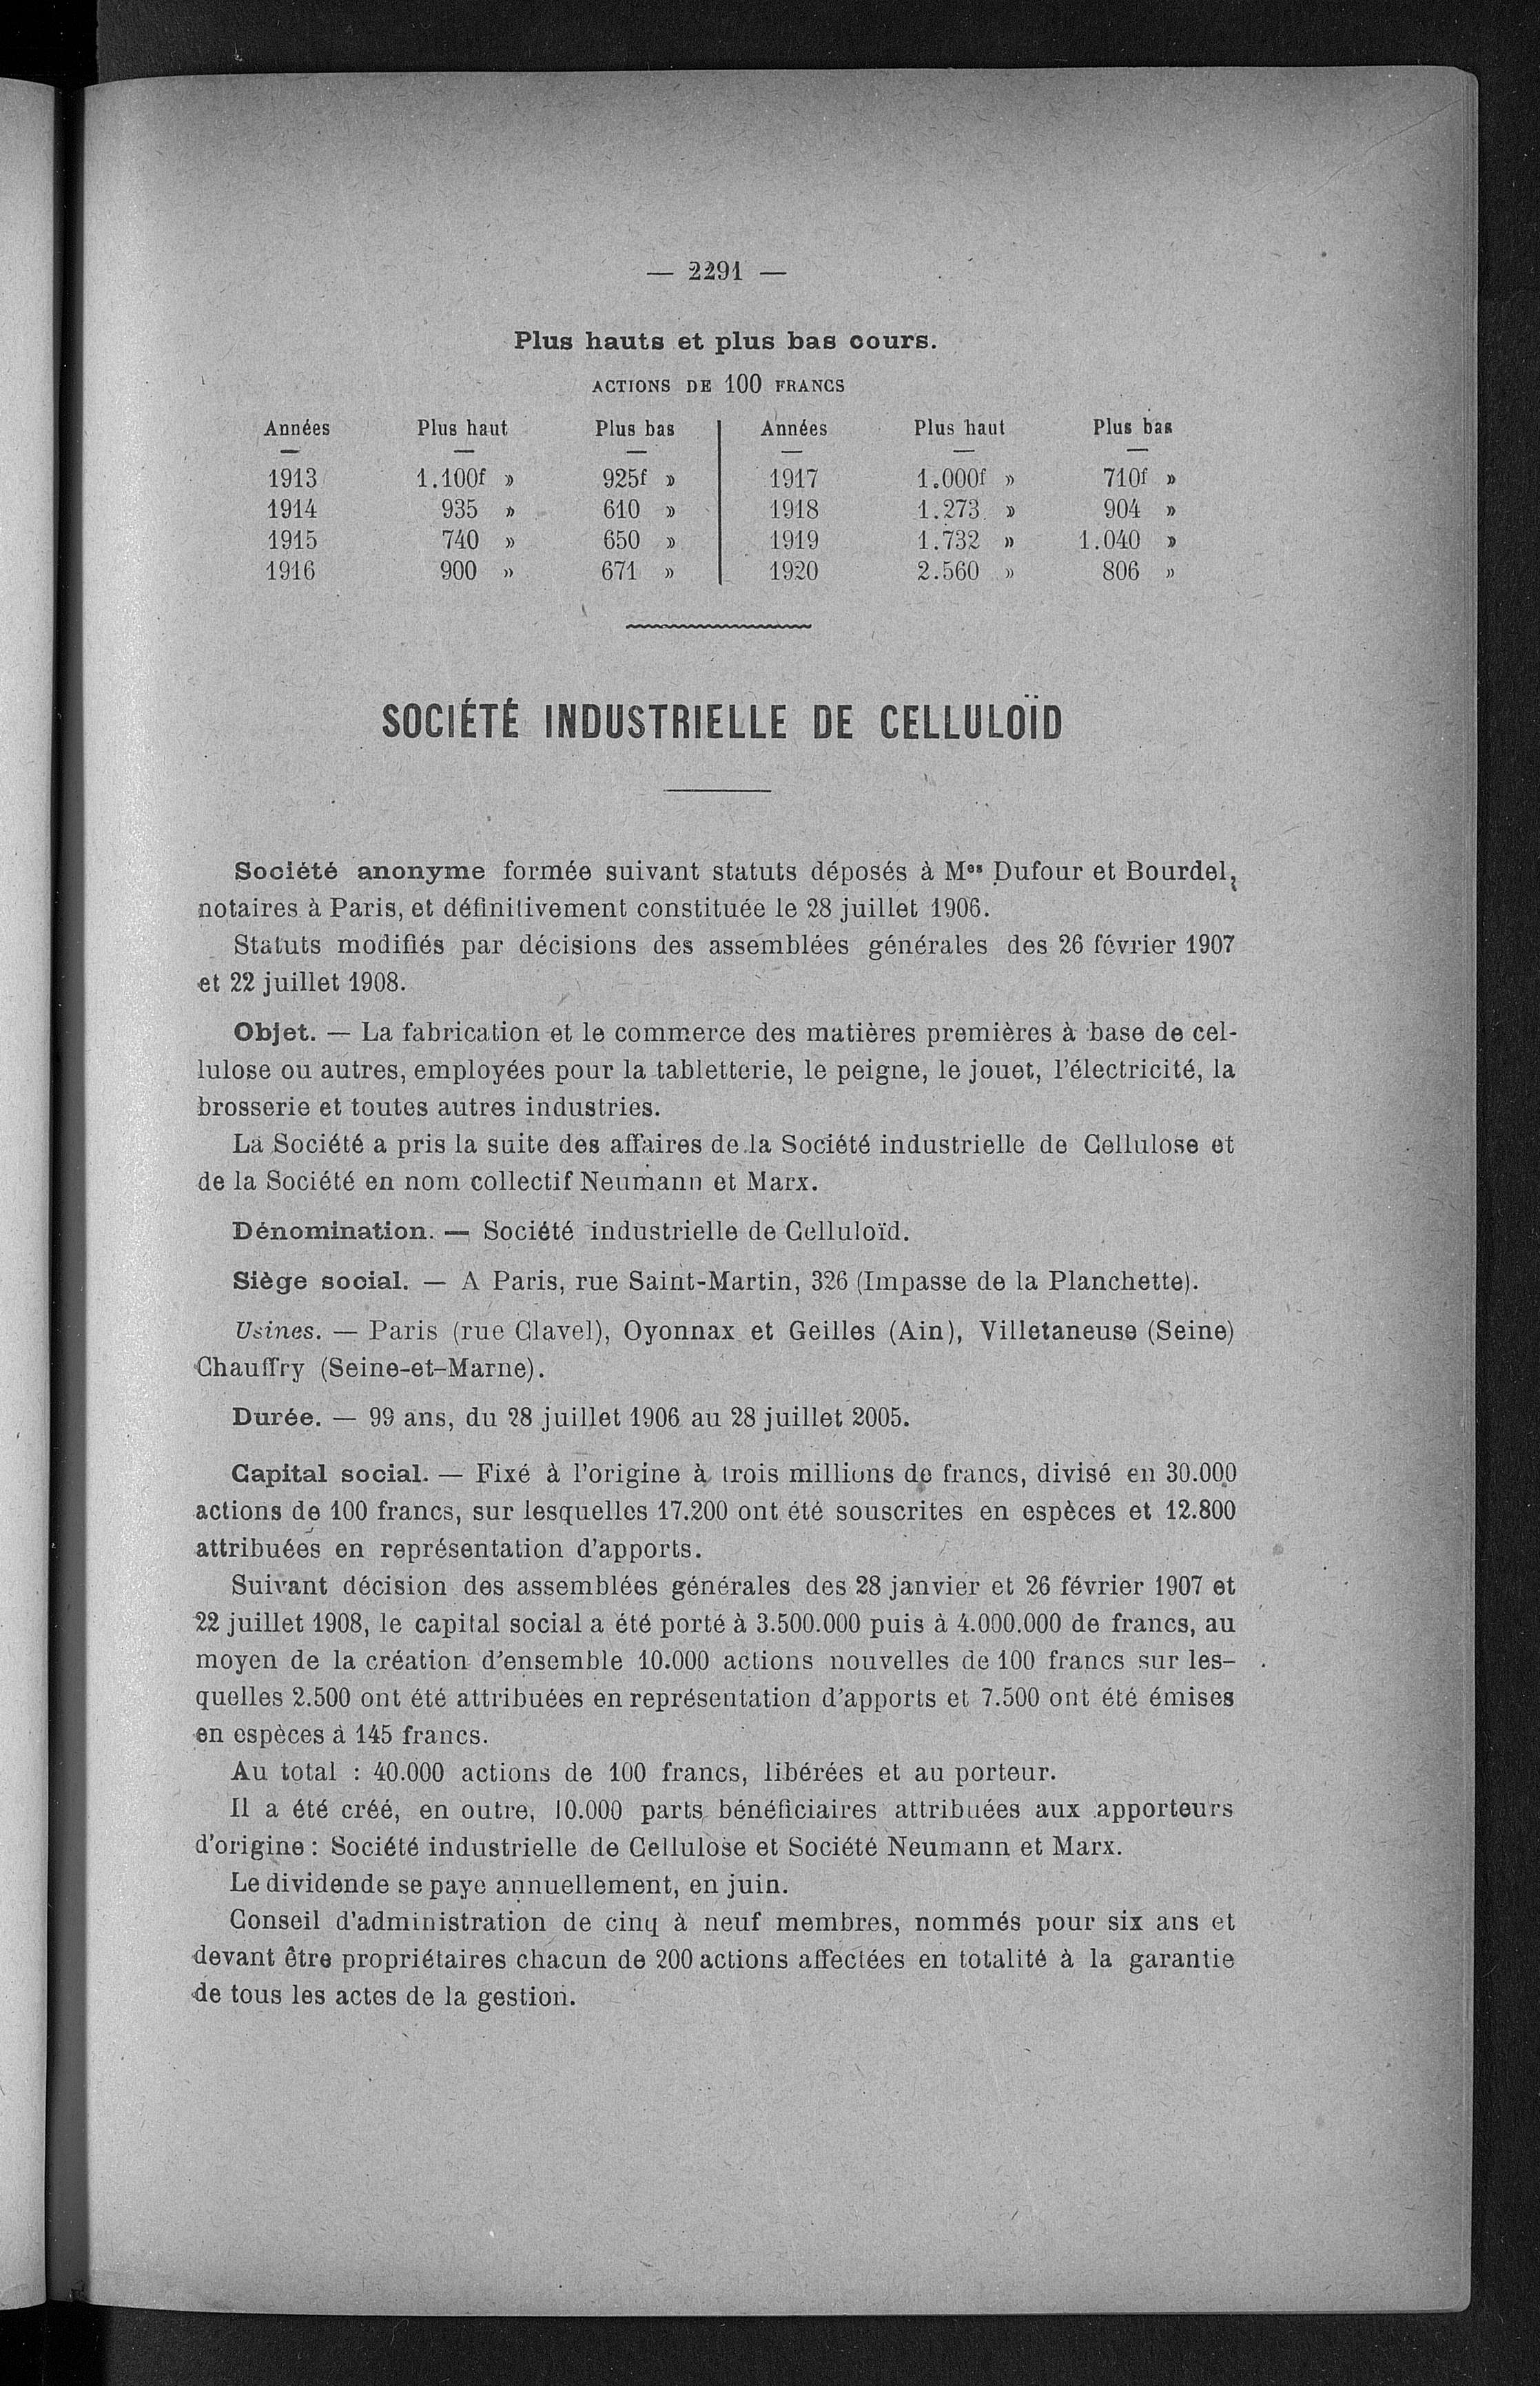 — 2291 —
Plus hauts et plus bas cours.
ACTIONS DE 100 FRANCS
Années Plus haut Plus bas Années Plus haut Plus bas
1913 1.100f » 925f » 1917 1.000f » 710f »
1914 935 » 610 » 1918 1.273 » 904 »
1915 740 » 650 » 1919 1.732 » 1.040 »
1916 900 » 671 » 1920 2.560 » 806 »
SOCIÉTÉ INDUSTRIELLE DE CELLULOÏD
Société anonyme formée suivant statuts déposés à Mes Dufour et Bourdel,
notaires à Paris, et définitivement constituée le 28 juillet 1906.
Statuts modifiés par décisions des assemblées générales des 26 février 1907
et 22 juillet 1908.
Objet. — La fabrication et le commerce des matières premières à base de cel-
lulose ou autres, employées pour la tabletterie, le peigne, le jouet, l'électricité, la
brosserie et toutes autres industries.
La Société a pris la suite des affaires de la Société industrielle de Cellulose et
de la Société en nom collectif Neumann et Marx.
Dénomination. — Société industrielle de Celluloïd.
Siège social. — A Paris, rue Saint-Martin, 326 (Impasse de la Planchette).
Usines. — Paris (rue Clavel), Oyonnax et Geilles (Ain), Villetaneuse (Seine)
Chauffry (Seine-et-Marne).
Durée. — 99 ans, du 28 juillet 1906 au 28 juillet 2005.
Capital social. — Fixé à l'origine à trois millions de francs, divisé en 30.000
actions de 100 francs, sur lesquelles 17.200 ont été souscrites en espèces et 12.800
attribuées en représentation d'apports.
Suivant décision des assemblées générales des 28 janvier et 26 février 1907 et
22 juillet 1908, le capital social a été porté à 3.500.000 puis à 4.000.000 de francs, au
moyen de la création d'ensemble 10.000 actions nouvelles de 100 francs sur les-
quelles 2.500 ont été attribuées en représentation d'apports et 7.500 ont été émises
en espèces à 145 francs.
Au total : 40.000 actions de 100 francs, libérées et au porteur.
Il a été créé, en outre, 10.000 parts bénéficiaires attribuées aux apporteurs
d'origine : Société industrielle de Cellulose et Société Neumann et Marx.
Le dividende se paye annuellement, en juin.
Conseil d'administration de cinq à neuf membres, nommés pour six ans et
devant être propriétaires chacun de 200 actions affectées en totalité à la garantie
de tous les actes de la gestion.